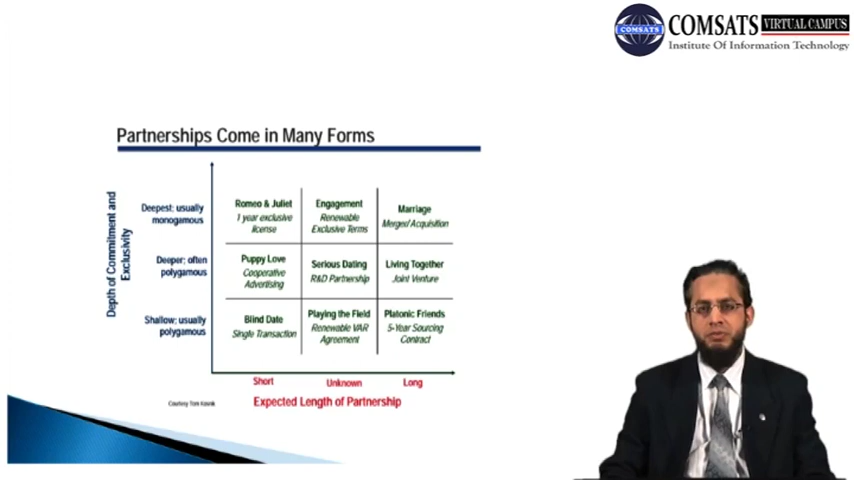 COMSATS
COMSATS VIRTUAL CAMPUS
Institute Of Information Technology
Partnerships Come in Many Forms
Depth of Commitment and
Exclusivity
Deepest; usually
monogamous
Romeo & Juliet
1 year exclusive
license
Engagement
Renewable
Exclusive Terms
Marriage
Merged/Acquisition
Deeper; often
polygamous
Puppy Love
Cooperative
Advertising
Serious Dating
R&D Partnership
Living Together
Joint Venture
Shallow; usually
polygamous
Blind Date
Single Transaction
Playing the Field
Renewable VAR
Agreement
Platonic Friends
5-Year Sourcing
Contract
Short
Unknown
Long
Expected Length of Partnership
Courtesy Tom